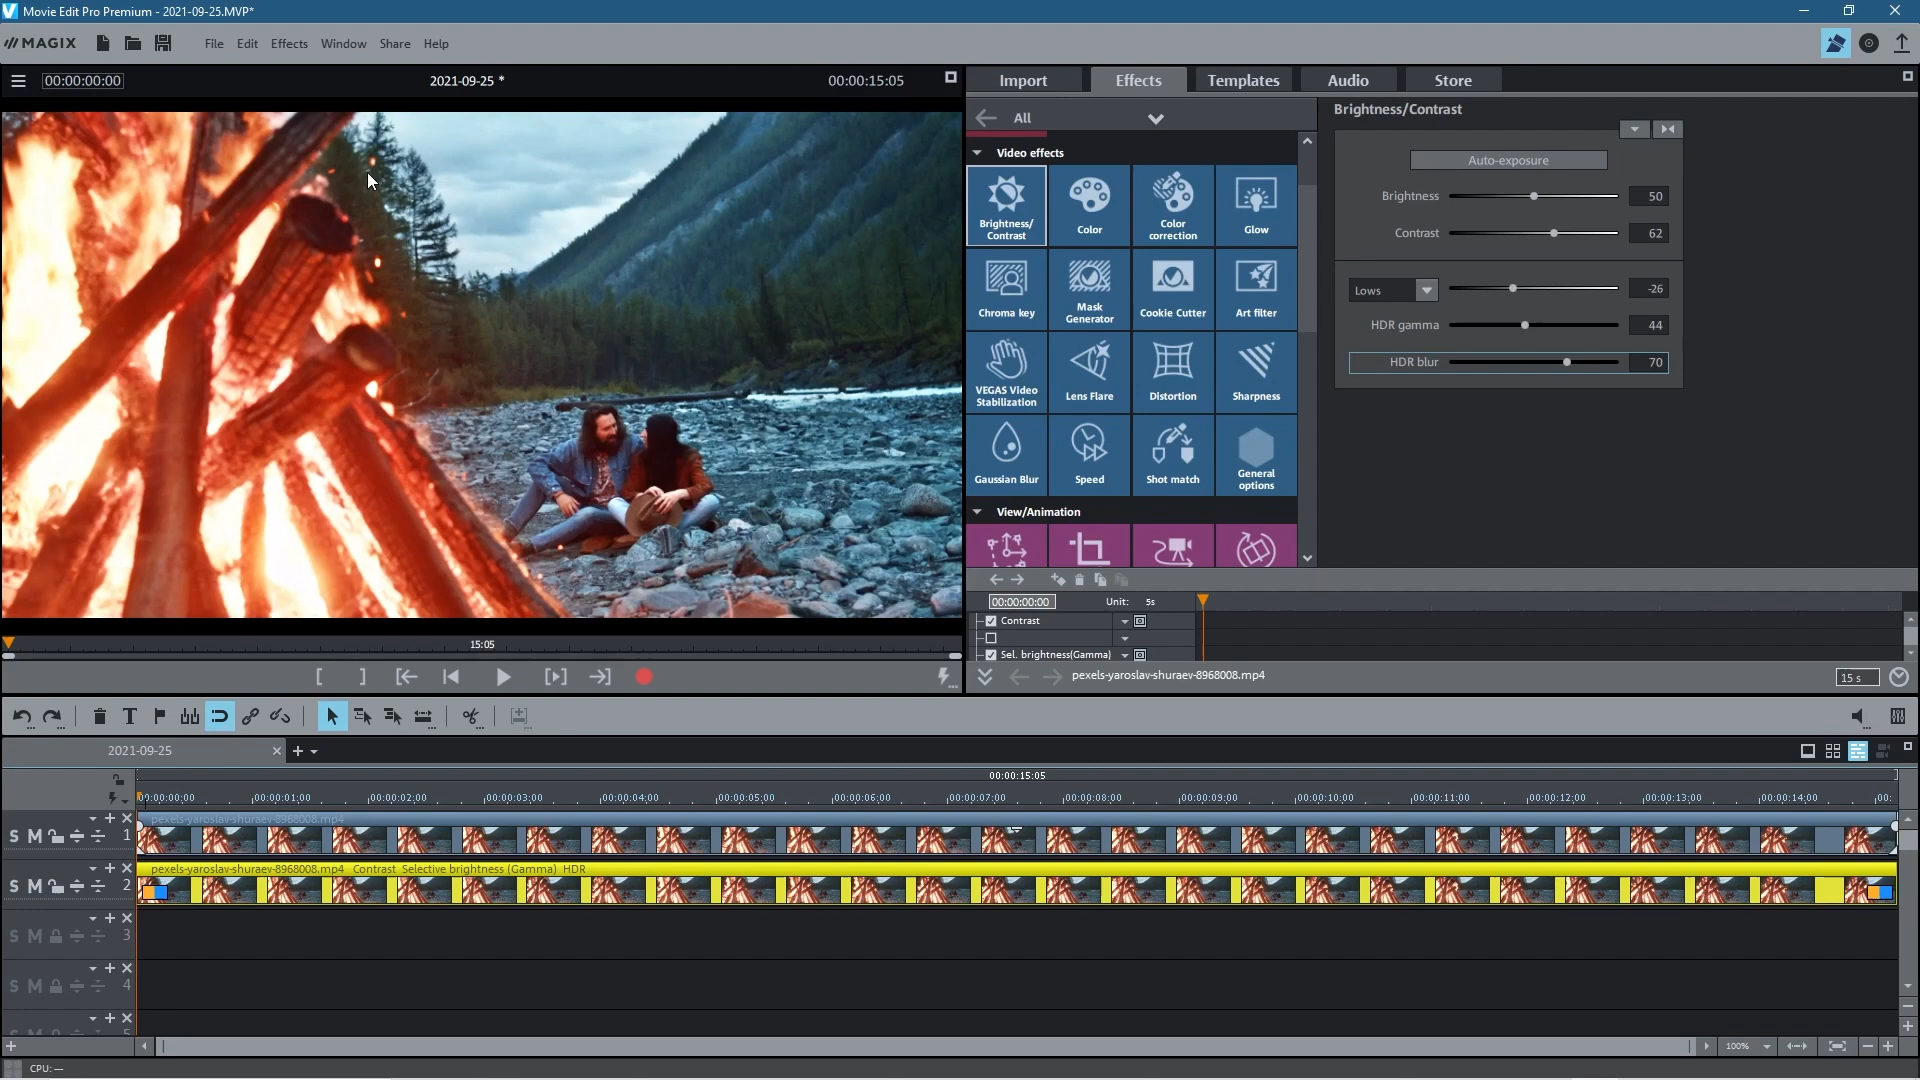 Movie Edit Pro Premium - 2021-09-25.MVP*
MAGIX File Edit Effects Window Share Help
00:00:00:00 2021-09-25 * 00:00:15:05
Import Effects Templates Audio Store
All
Brightness/Contrast
Video effects
Auto-exposure
Brightness 50
Contrast 62
Lows -26
HDR gamma 44
HDR blur 70
Brightness/
Contrast
Color
Color
correction
Glow
Chroma key
Mask
Generator
Cookie Cutter
Art filter
VEGAS Video
Stabilization
Lens Flare
Distortion
Sharpness
Gaussian Blur
Speed
Shot match
General
options
View/Animation
00:00:00:00 Unit: 5s
Contrast
Sel. brightness(Gamma)
pexels-yaroslav-shuraev-8968008.mp4 15 s
15:05
2021-09-25
00:00:15:05
00:00:00:00 00:00:01;00 00:00:02;00 00:00:03;00 00:00:04;00 00:00:05;00 00:00:06;00 00:00:07;00 00:00:08;00 00:00:09;00 00:00:10;00 00:00:11;00 00:00:12;00 00:00:13;00 00:00:14;00 00:
pexels-yaroslav-shuraev-8968008.mp4
S M 1
pexels-yaroslav-shuraev-8968008.mp4 Contrast Selective brightness (Gamma) HDR
S M 2
S M 3
S M 4
S M 5
100%
CPU: —